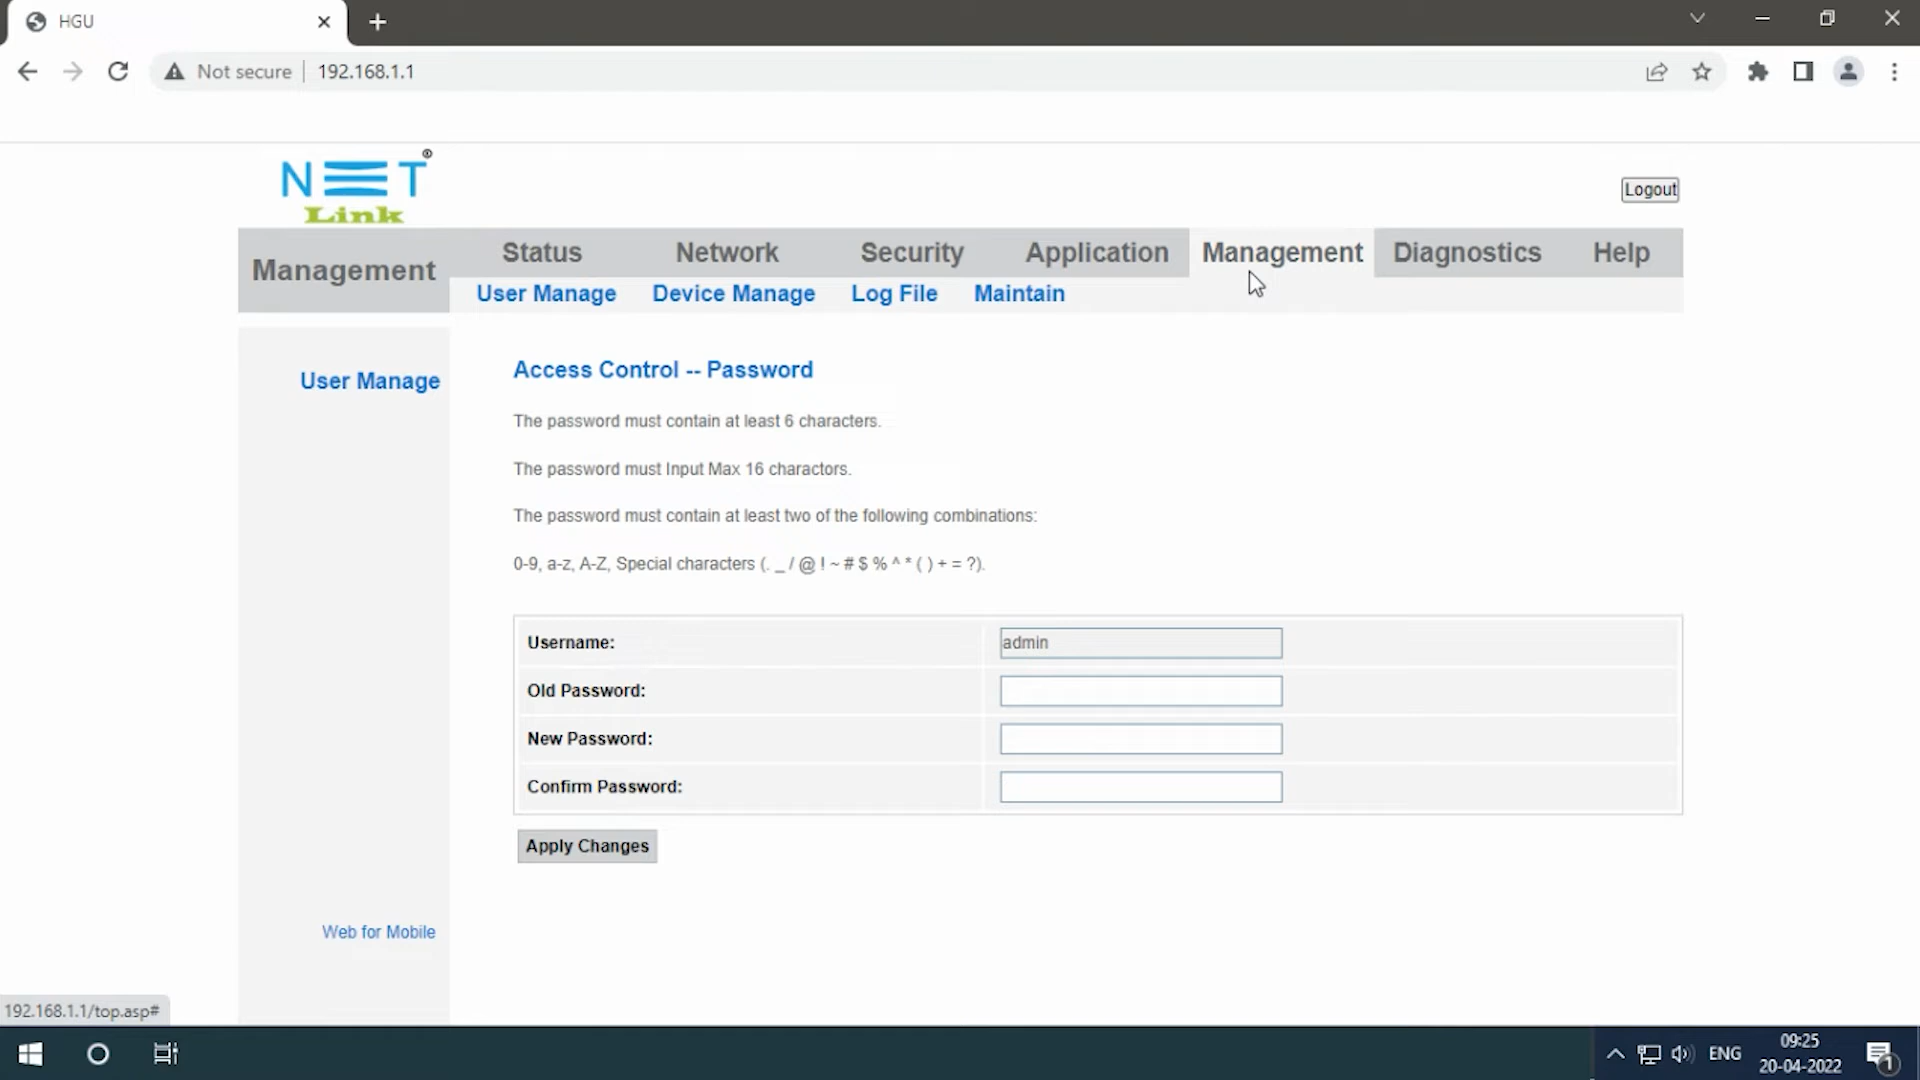 HGU
Not secure
192.168.1.1
NET
Link
Logout
Management
Status
Network
Security
Application
Management
Diagnostics
Help
User Manage
Device Manage
Log File
Maintain
User Manage
Access Control -- Password
The password must contain at least 6 characters.
The password must Input Max 16 charactors.
The password must contain at least two of the following combinations:
0-9, a-z, A-Z, Special characters (. _ / @ ! ~ # $ % ^ * ( ) + = ?).
Username:
admin
Old Password:
New Password:
Confirm Password:
Apply Changes
Web for Mobile
192.168.1.1/top.asp#
ENG
09:25
20-04-2022
1